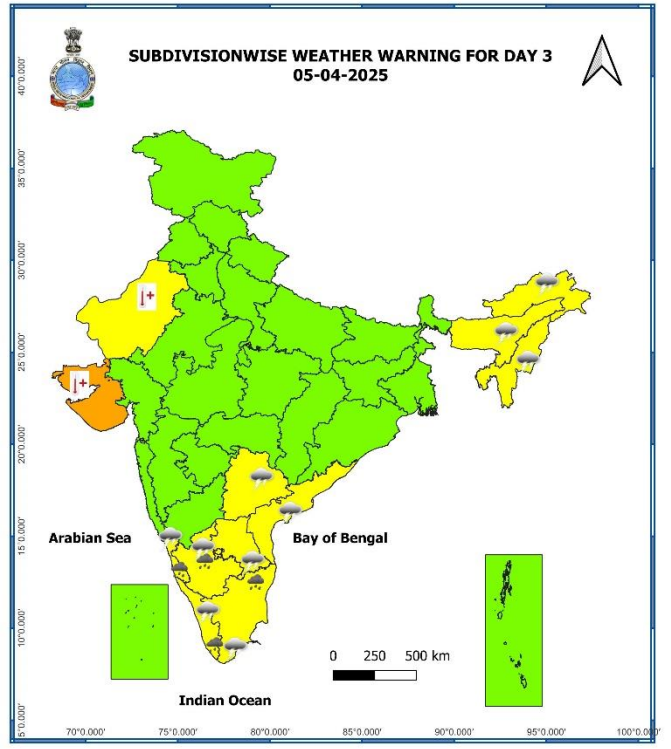 SUBDIVISIONWISE WEATHER WARNING FOR DAY 3
05-04-2025
40°0.000'
35°0.000'
30°0.000'
25°0.000'
20°0.000'
15°0.000'
10°0.000'
5°0.000'
Arabian Sea
Bay of Bengal
0 250 500 km
Indian Ocean
70°0.000' 75°0.000' 80°0.000' 85°0.000' 90°0.000' 95°0.000' 100°0.000'